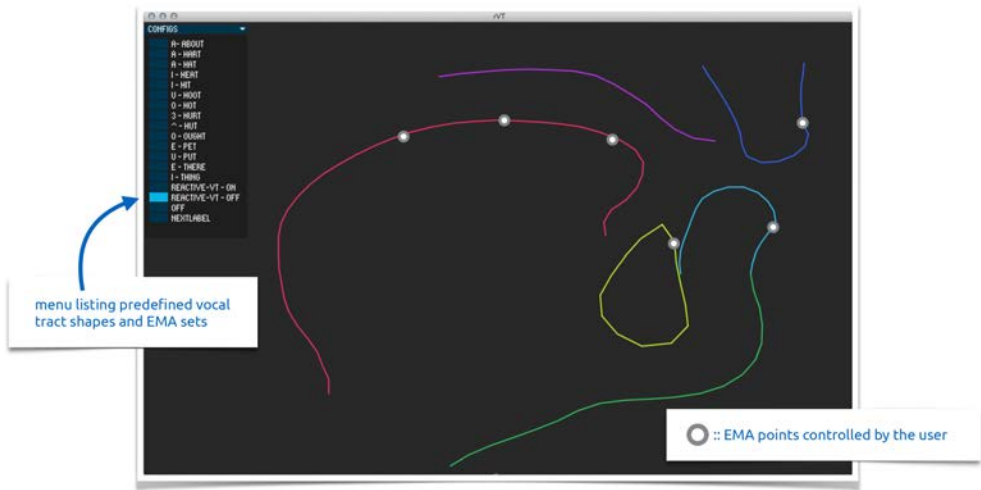 rVT
CONFIGS
A - ABOUT
A - HART
A - HAT
I - HEAT
I - HIT
U - HOOT
O - HOT
3 - HURT
^ - HUT
O - OUGHT
E - PET
U - PUT
E - THERE
I - THING
REACTIVE-VT - ON
REACTIVE-VT - OFF
OFF
NEXTLABEL
menu listing predefined vocal
tract shapes and EMA sets
:: EMA points controlled by the user